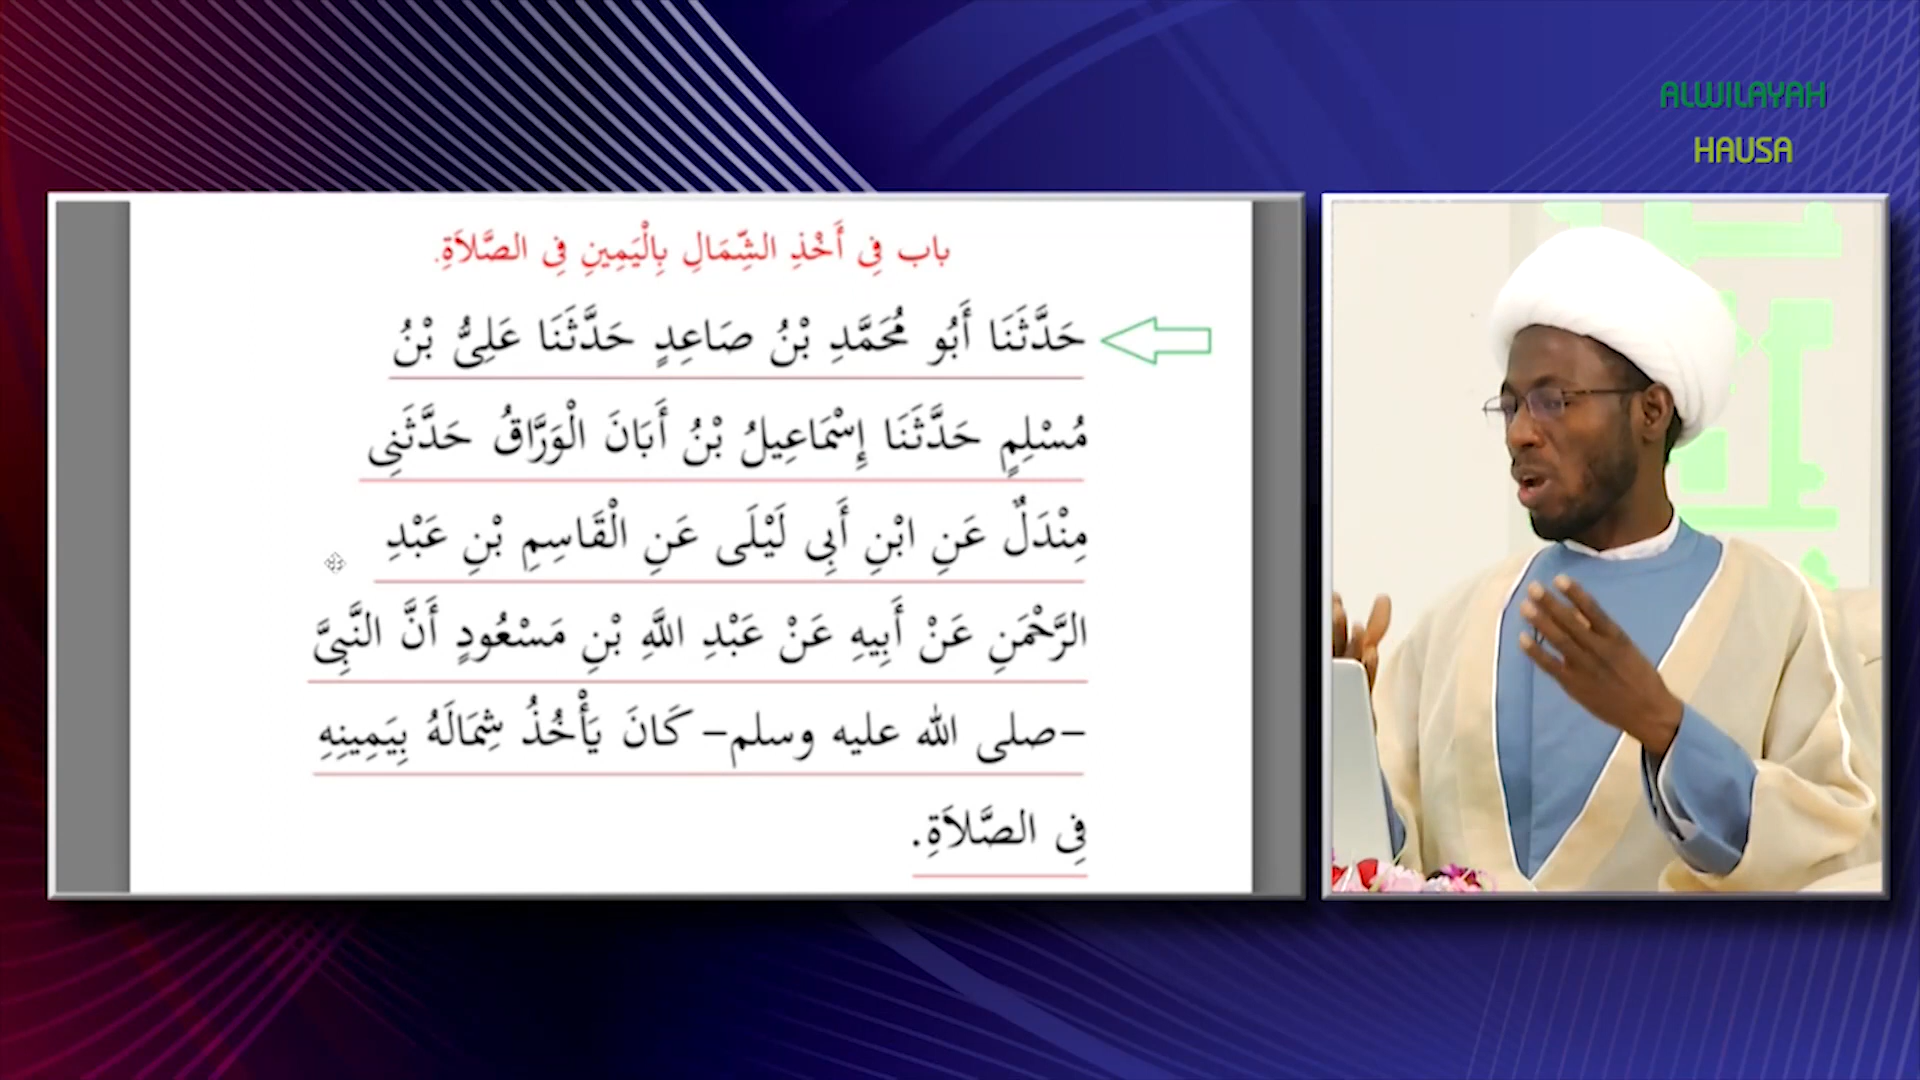 ALWILAYAH
HAUSA
باب فِى أَخْذِ الشِّمَالِ بِالْيَمِينِ فِى الصَّلاَةِ.
حَدَّثَنَا أَبُو مُحَمَّدِ بْنُ صَاعِدٍ حَدَّثَنَا عَلِىُّ بْنُ
مُسْلِمٍ حَدَّثَنَا إِسْمَاعِيلُ بْنُ أَبَانَ الْوَرَّاقُ حَدَّثَنِى
مِنْدَلٌ عَنِ ابْنِ أَبِى لَيْلَى عَنِ الْقَاسِمِ بْنِ عَبْدِ
الرَّحْمَنِ عَنْ أَبِيهِ عَنْ عَبْدِ اللَّهِ بْنِ مَسْعُودٍ أَنَّ النَّبِىَّ
-صلى الله عليه وسلم- كَانَ يَأْخُذُ شِمَالَهُ بِيَمِينِهِ
فِى الصَّلاَةِ.